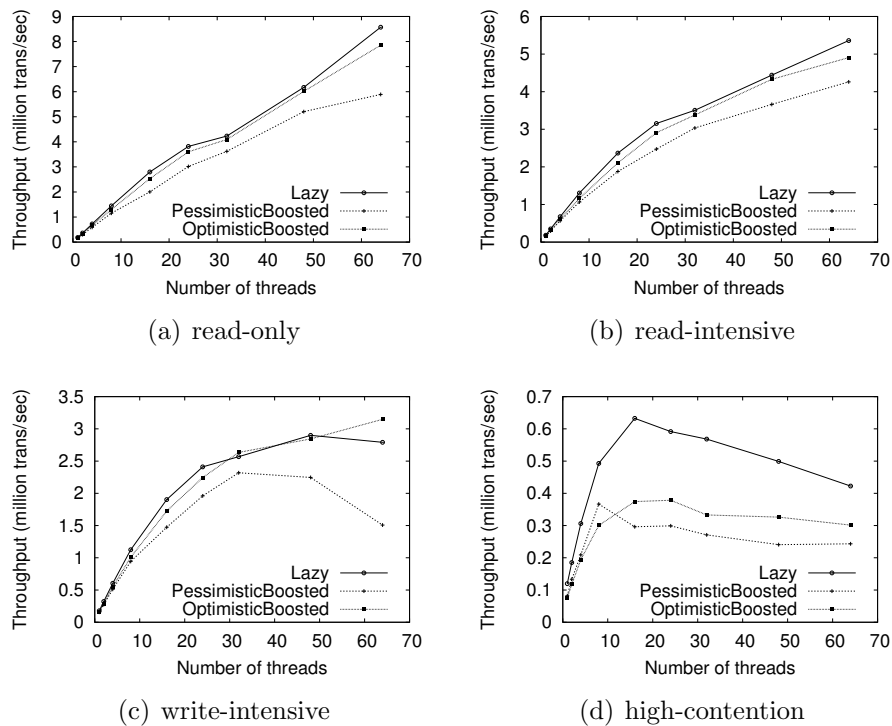 Throughput (million trans/sec)
9
8
7
6
5
4
3
2
1
0
Lazy
PessimisticBoosted
OptimisticBoosted
0 10 20 30 40 50 60 70
Number of threads
(a) read-only
Throughput (million trans/sec)
6
5
4
3
2
1
0
Lazy
PessimisticBoosted
OptimisticBoosted
0 10 20 30 40 50 60 70
Number of threads
(b) read-intensive
Throughput (million trans/sec)
3.5
3
2.5
2
1.5
1
0.5
0
Lazy
PessimisticBoosted
OptimisticBoosted
0 10 20 30 40 50 60 70
Number of threads
(c) write-intensive
Throughput (million trans/sec)
0.7
0.6
0.5
0.4
0.3
0.2
0.1
0
Lazy
PessimisticBoosted
OptimisticBoosted
0 10 20 30 40 50 60 70
Number of threads
(d) high-contention